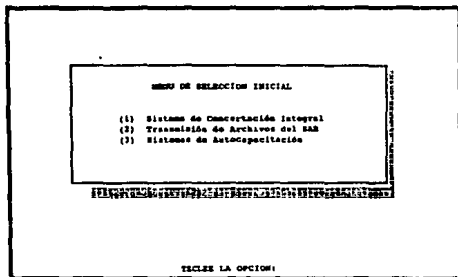 MENU DE SELECCION INICIAL
(1) Sistema de Concertación Integral
(2) Transmisión de Archivos del SAR
(3) Sistemas de AutoCapacitación
TECLEE LA OPCION: